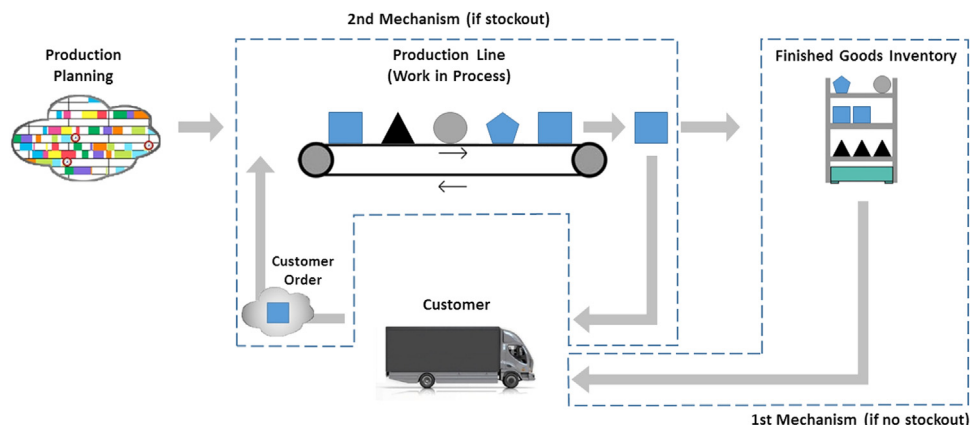 2nd Mechanism (if stockout)
Production
Planning
Production Line
(Work in Process)
Finished Goods Inventory
Customer
Order
Customer
1st Mechanism (if no stockout)